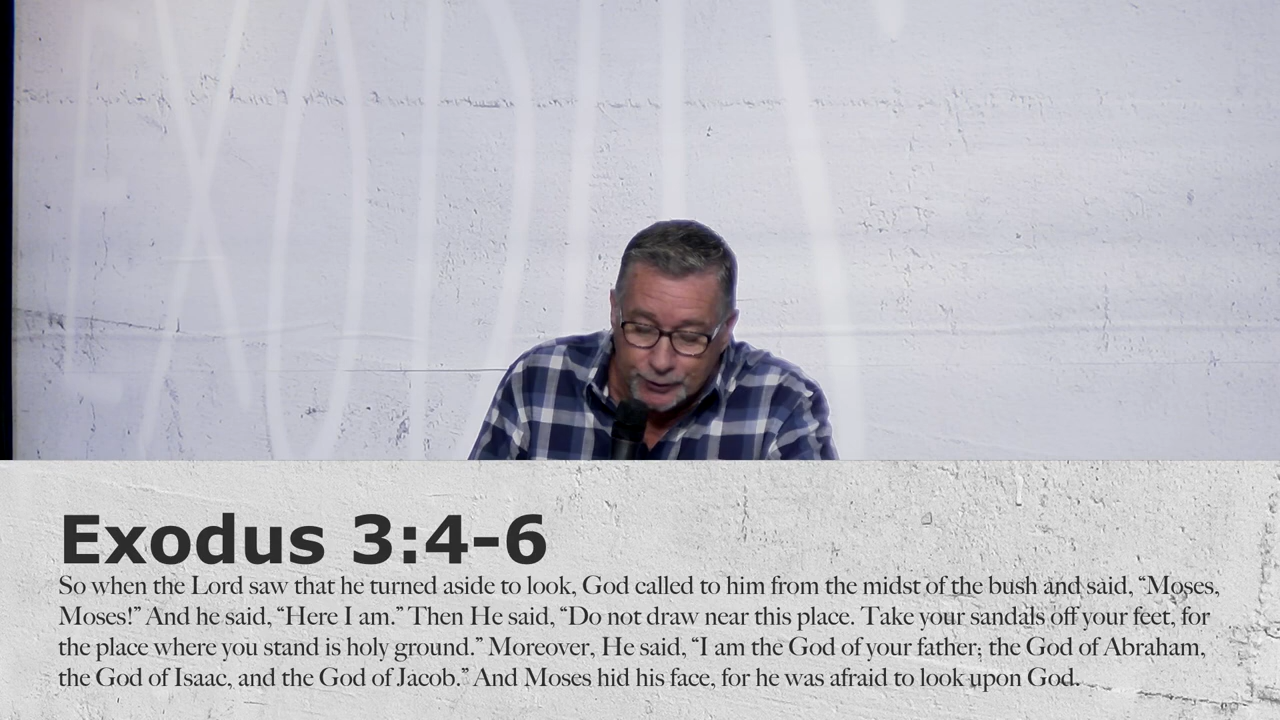 EXODUS
Exodus 3:4-6
So when the Lord saw that he turned aside to look, God called to him from the midst of the bush and said, “Moses,
Moses!” And he said, “Here I am.” Then He said, “Do not draw near this place. Take your sandals off your feet, for
the place where you stand is holy ground.” Moreover, He said, “I am the God of your father; the God of Abraham,
the God of Isaac, and the God of Jacob.” And Moses hid his face, for he was afraid to look upon God.